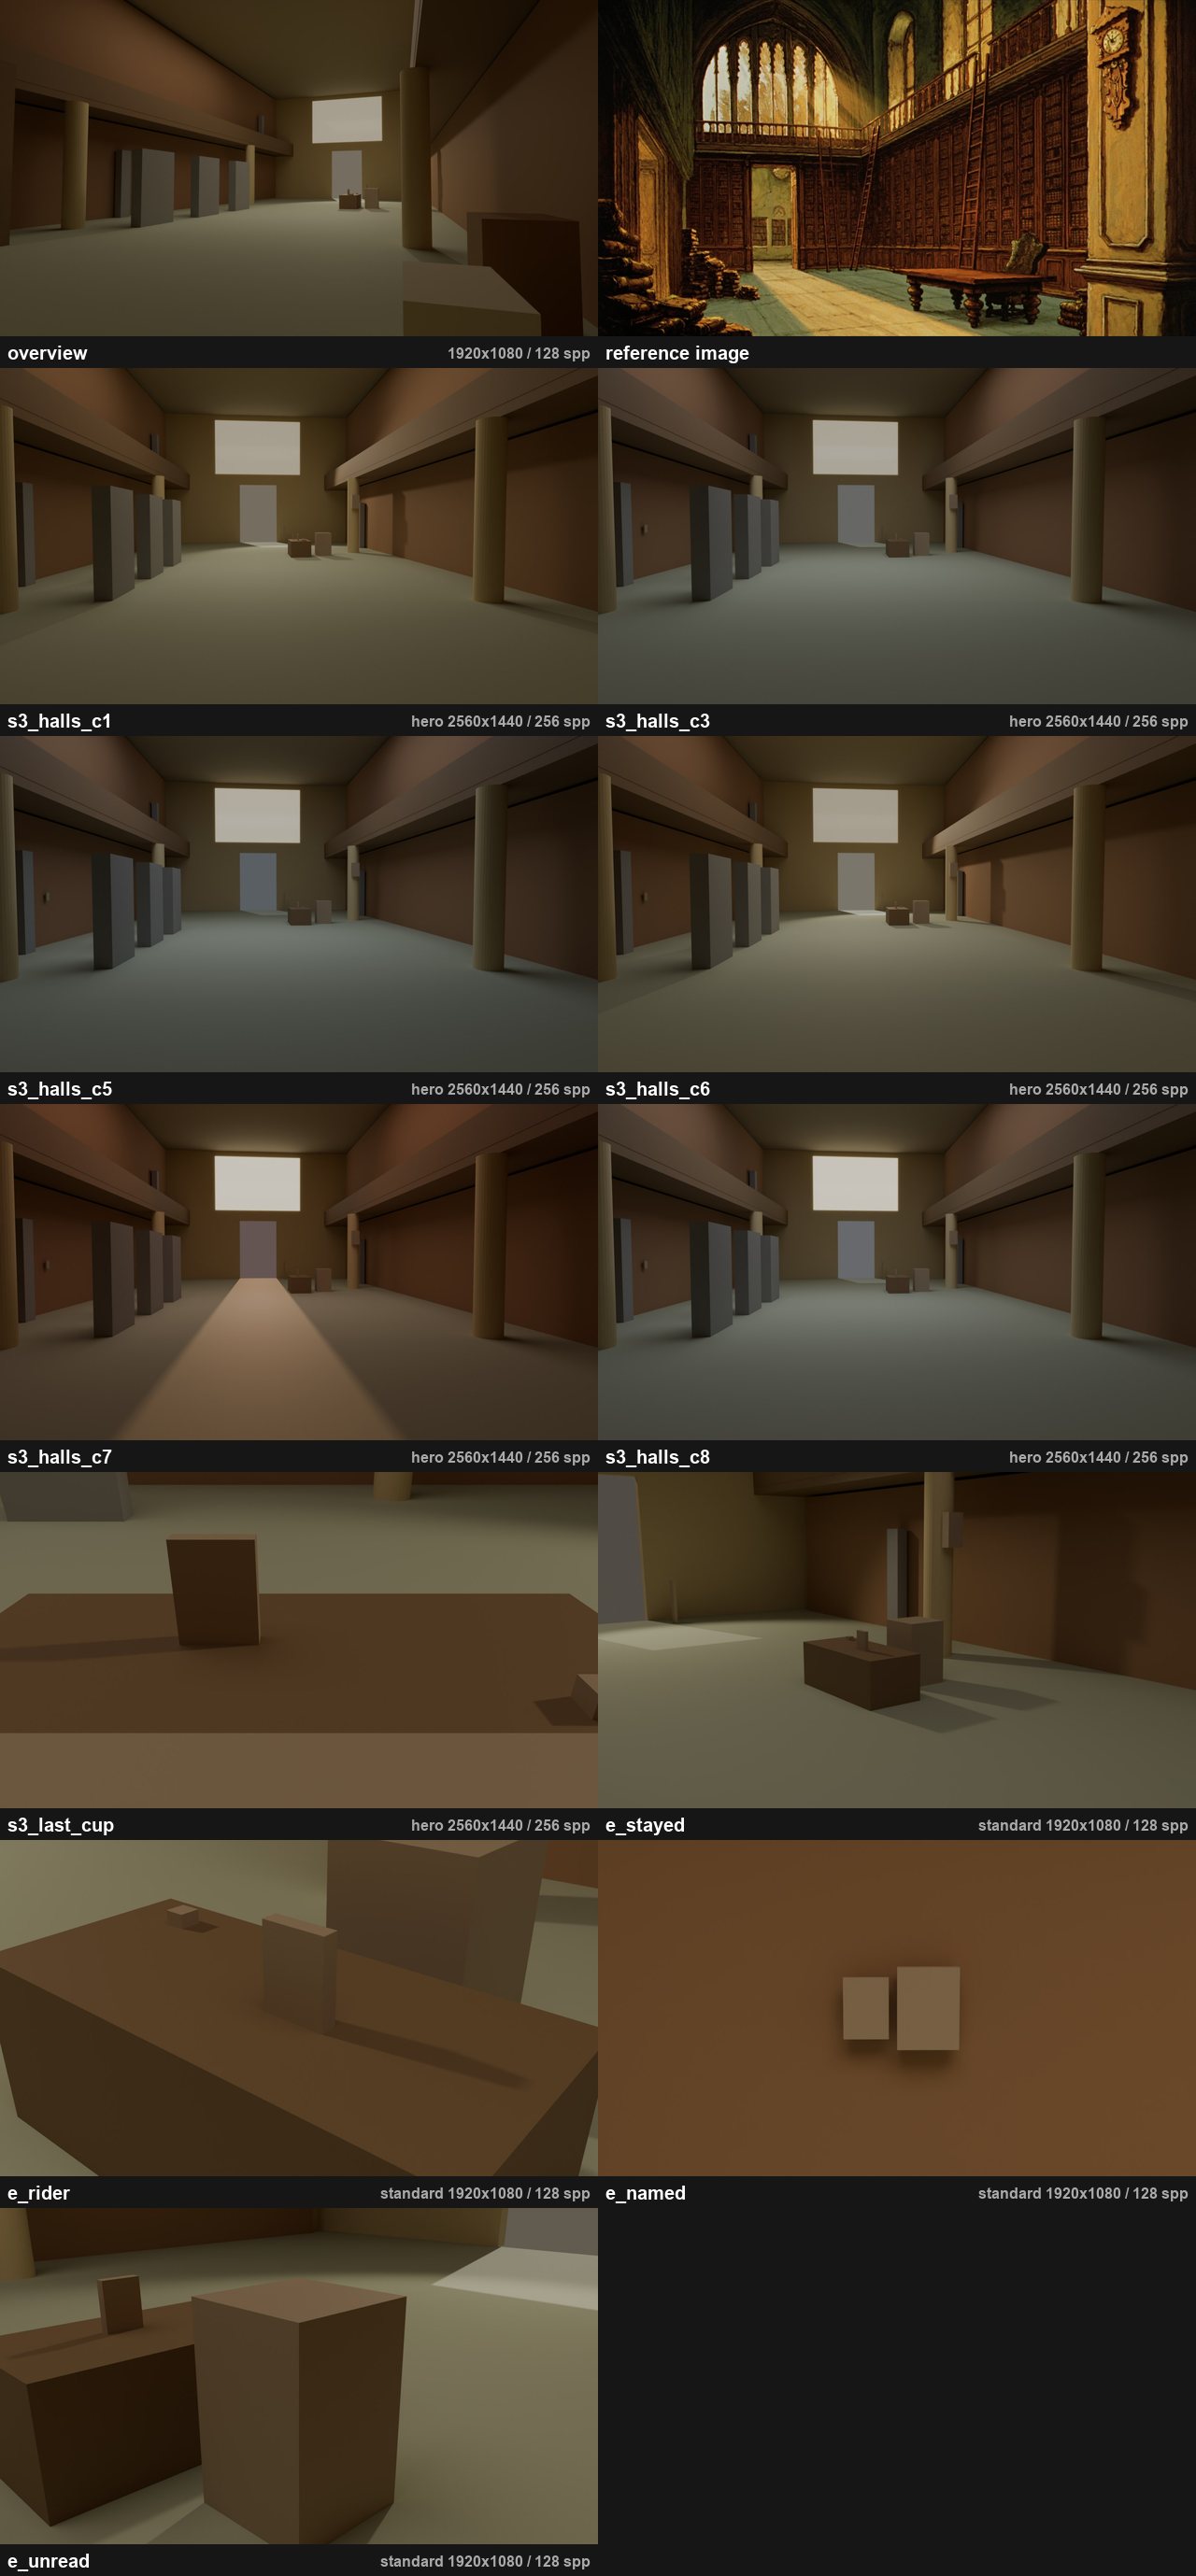 overview 1920x1080 / 128 spp
reference image
s3_halls_c1 hero 2560x1440 / 256 spp
s3_halls_c3 hero 2560x1440 / 256 spp
s3_halls_c5 hero 2560x1440 / 256 spp
s3_halls_c6 hero 2560x1440 / 256 spp
s3_halls_c7 hero 2560x1440 / 256 spp
s3_halls_c8 hero 2560x1440 / 256 spp
s3_last_cup hero 2560x1440 / 256 spp
e_stayed standard 1920x1080 / 128 spp
e_rider standard 1920x1080 / 128 spp
e_named standard 1920x1080 / 128 spp
e_unread standard 1920x1080 / 128 spp